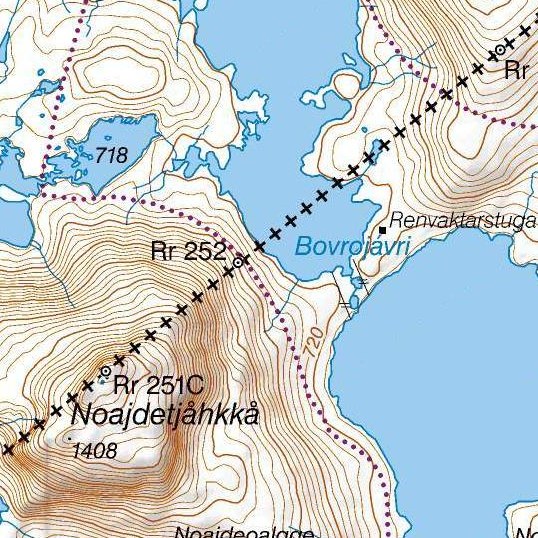 Rr
718
Renvaktarstuga
Rr 252
Bovrojávri
720
Rr 251C
Noajdetjåhkkå
1408